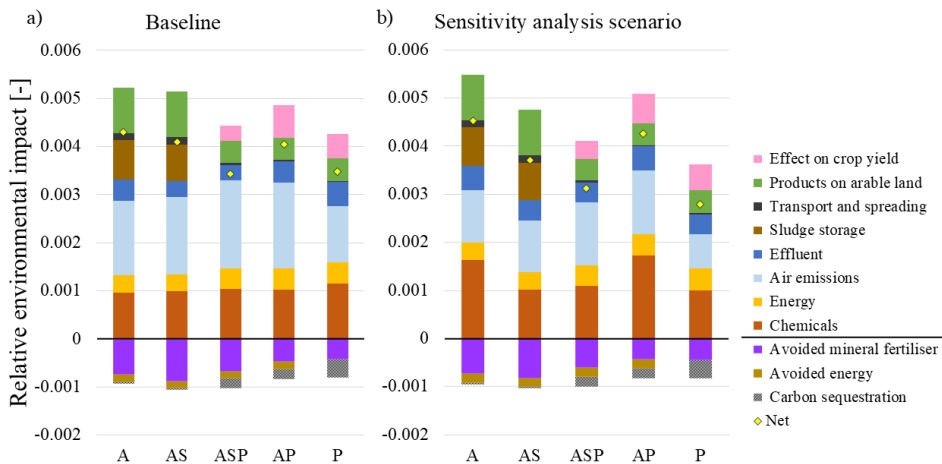 a)
Baseline
b)
Sensitivity analysis scenario
Relative environmental impact [-]
0.006
0.005
0.004
0.003
0.002
0.001
0
-0.001
-0.002
A AS ASP AP P
0.006
0.005
0.004
0.003
0.002
0.001
0
-0.001
-0.002
A AS ASP AP P
Effect on crop yield
Products on arable land
Transport and spreading
Sludge storage
Effluent
Air emissions
Energy
Chemicals
Avoided mineral fertiliser
Avoided energy
Carbon sequestration
Net